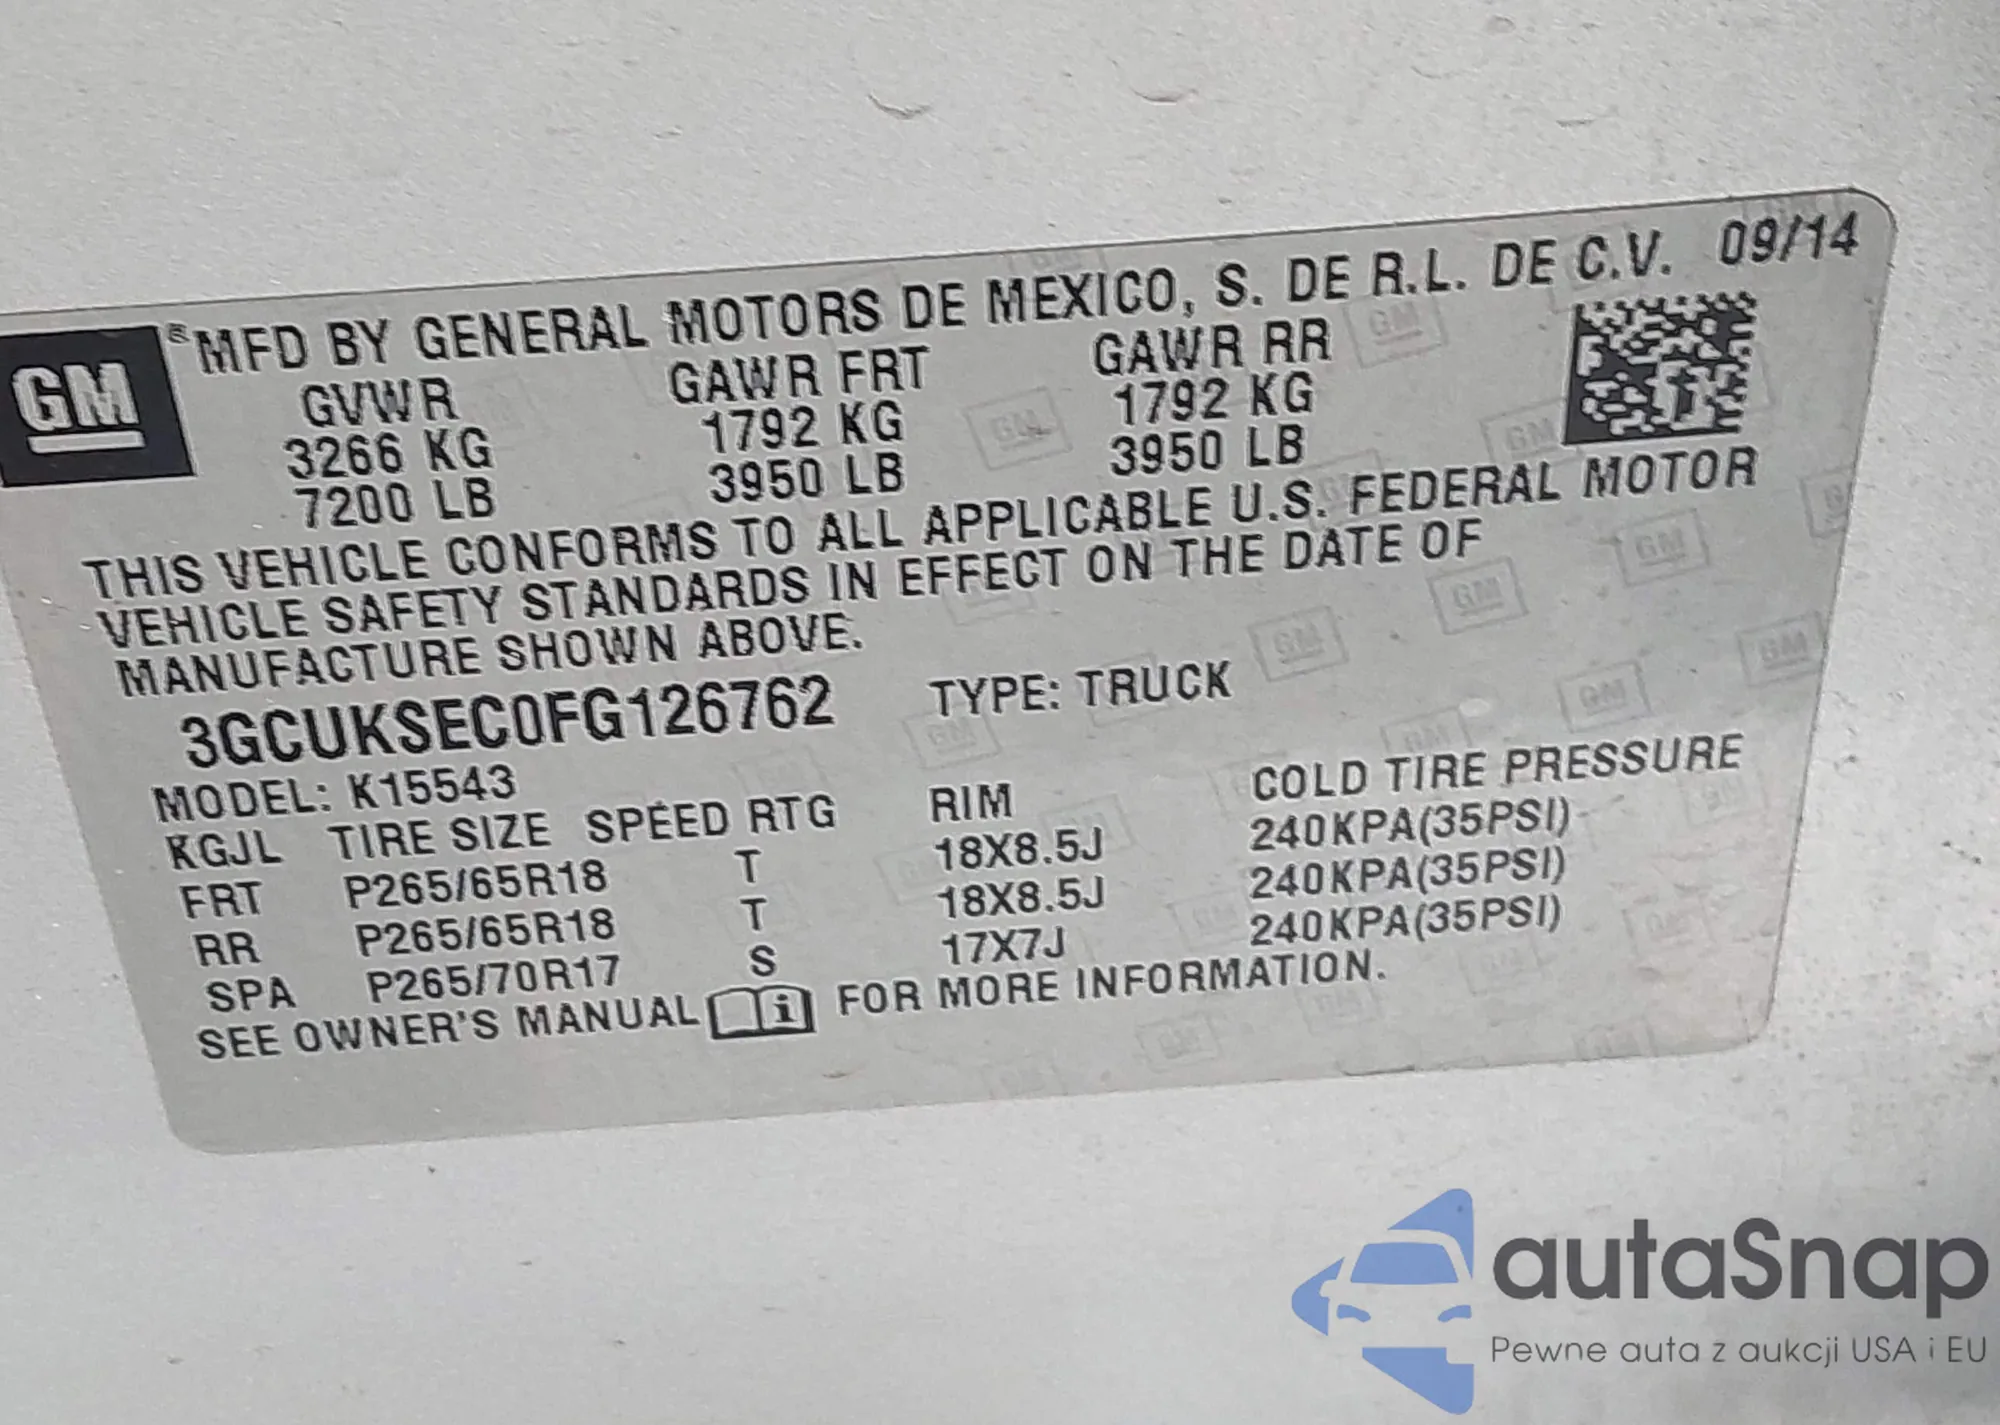 GM
® MFD BY GENERAL MOTORS DE MEXICO, S. DE R.L. DE C.V. 09/14
GVWR GAWR FRT GAWR RR
3266 KG 1792 KG 1792 KG
7200 LB 3950 LB 3950 LB
THIS VEHICLE CONFORMS TO ALL APPLICABLE U.S. FEDERAL MOTOR
VEHICLE SAFETY STANDARDS IN EFFECT ON THE DATE OF
MANUFACTURE SHOWN ABOVE.
3GCUKSEC0FG126762 TYPE: TRUCK
MODEL: K15543
KGJL TIRE SIZE SPEED RTG RIM COLD TIRE PRESSURE
FRT P265/65R18 T 18X8.5J 240KPA(35PSI)
RR P265/65R18 T 18X8.5J 240KPA(35PSI)
SPA P265/70R17 S 17X7J 240KPA(35PSI)
SEE OWNER'S MANUAL i FOR MORE INFORMATION.
autaSnap
Pewne auta z aukcji USA i EU